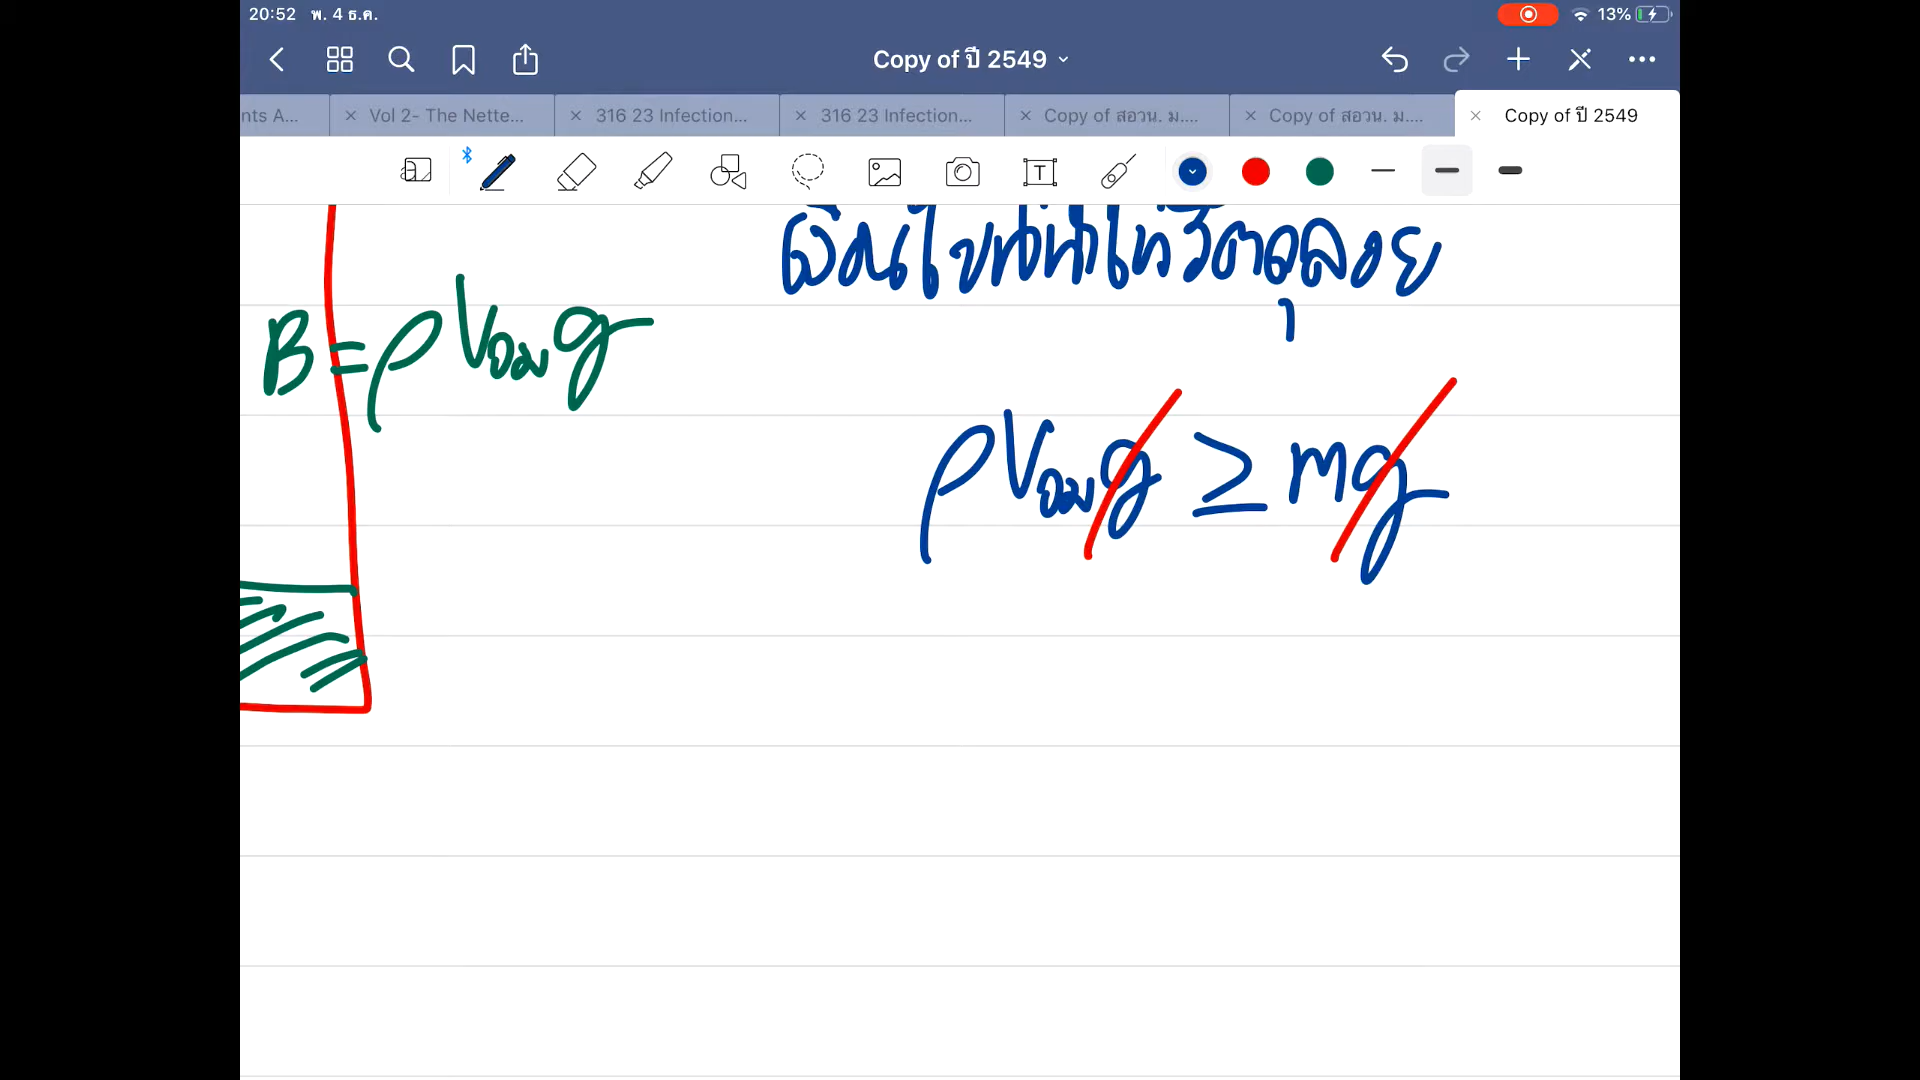 20:52 พ. 4 ธ.ค.
13%
Copy of ปี 2549
nts A...
Vol 2- The Nette...
316 23 Infection...
316 23 Infection...
Copy of สอวน. ม....
Copy of สอวน. ม....
Copy of ปี 2549
เงื่อนไขที่ทำให้วัตถุลอย
B = ρVจมg
ρVจมg ≥ mg